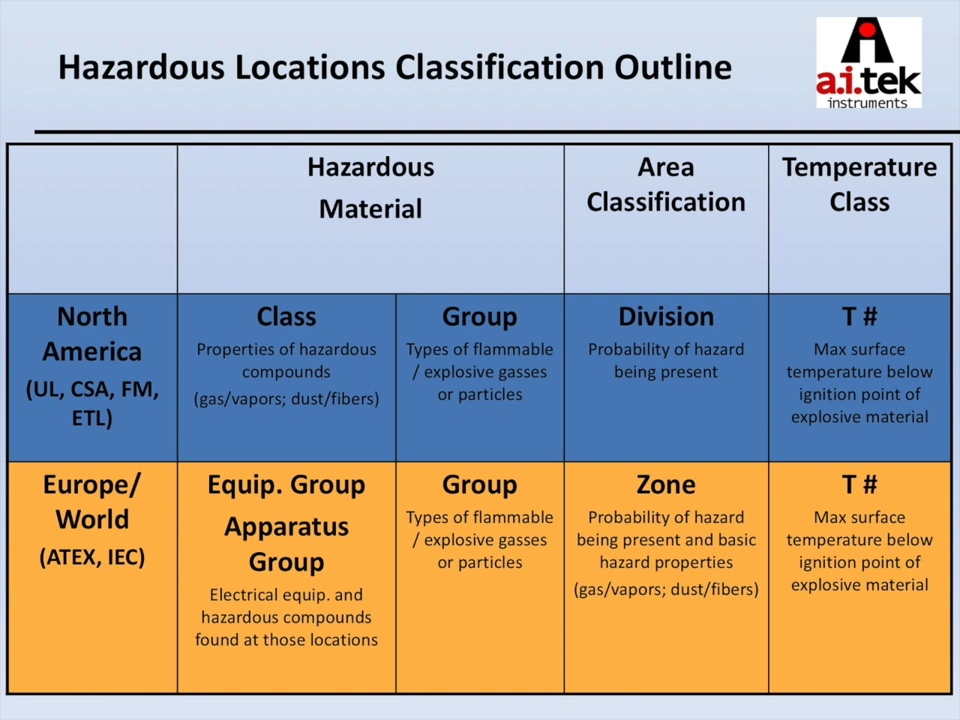 Hazardous Locations Classification Outline
a.i.tek
instruments
Hazardous
Material
Area
Classification
Temperature
Class
North
America
(UL, CSA, FM,
ETL)
Class
Properties of hazardous
compounds
(gas/vapors; dust/fibers)
Group
Types of flammable
/ explosive gasses
or particles
Division
Probability of hazard
being present
T #
Max surface
temperature below
ignition point of
explosive material
Europe/
World
(ATEX, IEC)
Equip. Group
Apparatus
Group
Electrical equip. and
hazardous compounds
found at those locations
Group
Types of flammable
/ explosive gasses
or particles
Zone
Probability of hazard
being present and basic
hazard properties
(gas/vapors; dust/fibers)
T #
Max surface
temperature below
ignition point of
explosive material